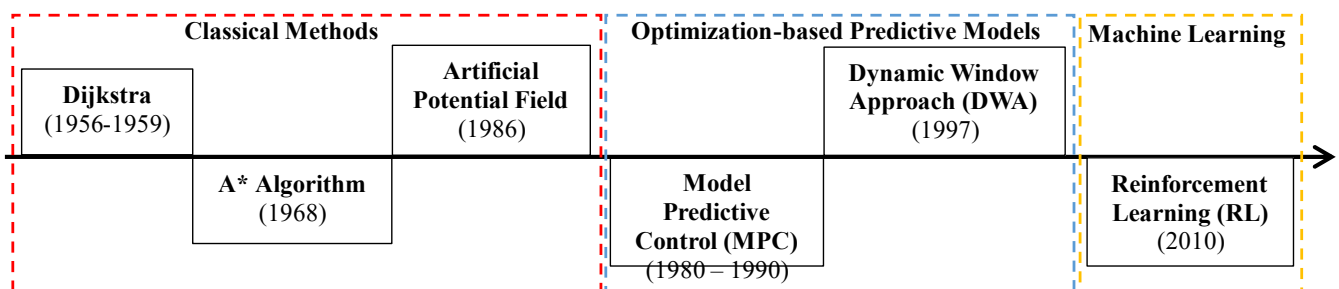 Classical Methods
Dijkstra
(1956-1959)
A* Algorithm
(1968)
Artificial
Potential Field
(1986)
Optimization-based Predictive Models
Model
Predictive
Control (MPC)
(1980 – 1990)
Dynamic Window
Approach (DWA)
(1997)
Machine Learning
Reinforcement
Learning (RL)
(2010)